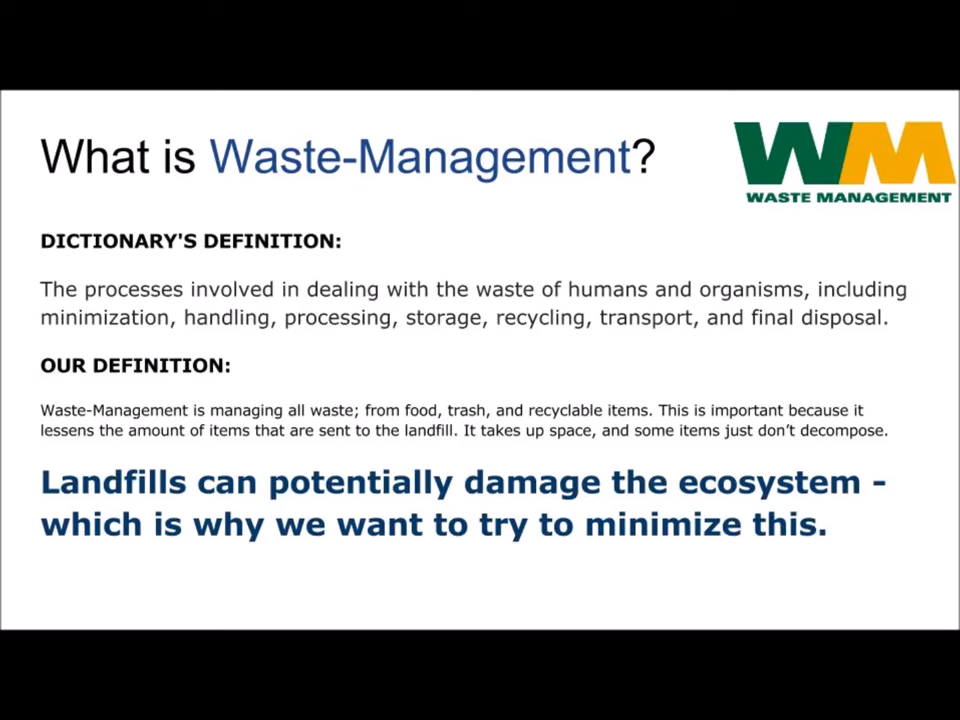 What is Waste-Management?
WM
WASTE MANAGEMENT
DICTIONARY'S DEFINITION:
The processes involved in dealing with the waste of humans and organisms, including
minimization, handling, processing, storage, recycling, transport, and final disposal.
OUR DEFINITION:
Waste-Management is managing all waste; from food, trash, and recyclable items. This is important because it
lessens the amount of items that are sent to the landfill. It takes up space, and some items just don’t decompose.
Landfills can potentially damage the ecosystem -
which is why we want to try to minimize this.